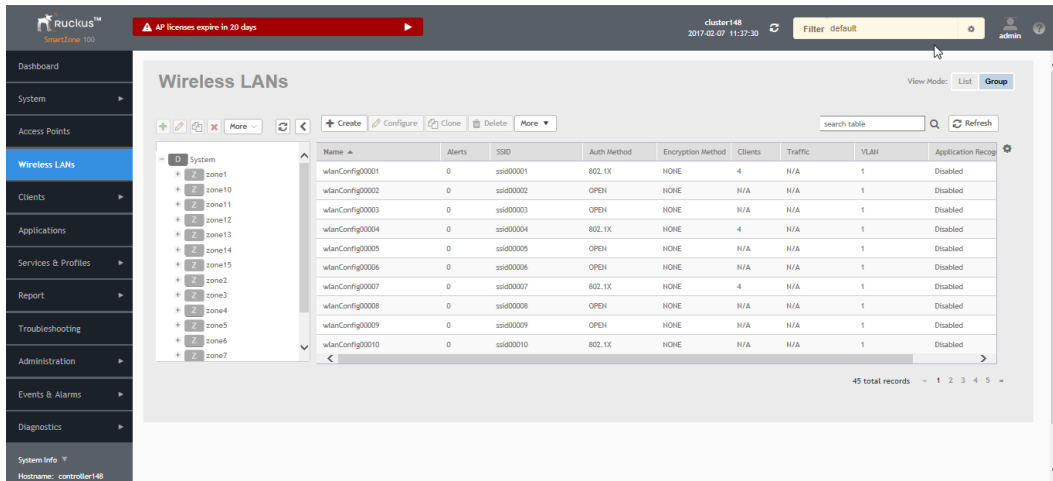 RUCKUS™
SmartZone 100
AP licenses expire in 20 days
cluster148
2017-02-07 11:37:30
Filter default
admin
Dashboard
System
Access Points
Wireless LANs
Clients
Applications
Services & Profiles
Report
Troubleshooting
Administration
Events & Alarms
Diagnostics
System Info
Hostname: controller148
Wireless LANs
View Mode: List Group
More
Create Configure Clone Delete More
search table
Refresh
D System
Z zone1
Z zone10
Z zone11
Z zone12
Z zone13
Z zone14
Z zone15
Z zone2
Z zone3
Z zone4
Z zone5
Z zone6
Z zone7
Name Alerts SSID Auth Method Encryption Method Clients Traffic VLAN Application Recog
wlanConfig00001 0 ssid00001 802.1X NONE 4 N/A 1 Disabled
wlanConfig00002 0 ssid00002 OPEN NONE N/A N/A 1 Disabled
wlanConfig00003 0 ssid00003 OPEN NONE N/A N/A 1 Disabled
wlanConfig00004 0 ssid00004 802.1X NONE 4 N/A 1 Disabled
wlanConfig00005 0 ssid00005 OPEN NONE N/A N/A 1 Disabled
wlanConfig00006 0 ssid00006 OPEN NONE N/A N/A 1 Disabled
wlanConfig00007 0 ssid00007 802.1X NONE 4 N/A 1 Disabled
wlanConfig00008 0 ssid00008 OPEN NONE N/A N/A 1 Disabled
wlanConfig00009 0 ssid00009 OPEN NONE N/A N/A 1 Disabled
wlanConfig00010 0 ssid00010 802.1X NONE N/A N/A 1 Disabled
45 total records « 1 2 3 4 5 »